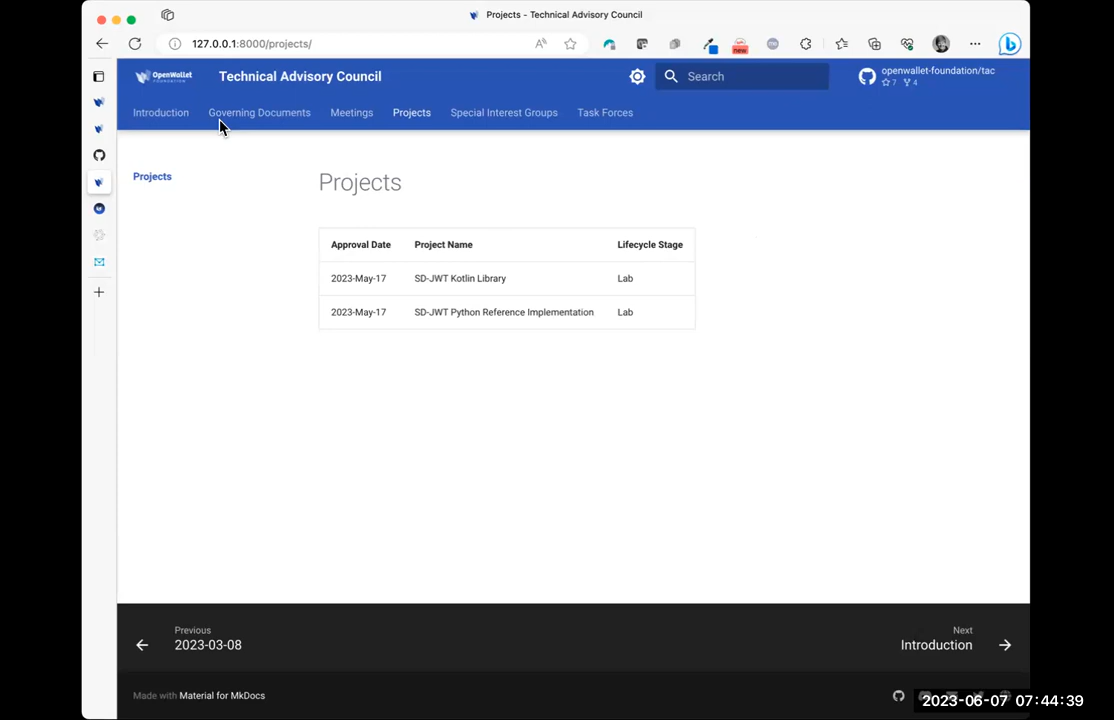 Projects - Technical Advisory Council
127.0.0.1:8000/projects/
new
OpenWallet
FOUNDATION
Technical Advisory Council
Search
openwallet-foundation/tac
7 4
Introduction Governing Documents Meetings Projects Special Interest Groups Task Forces
Projects
Projects
Approval Date Project Name Lifecycle Stage
2023-May-17 SD-JWT Kotlin Library Lab
2023-May-17 SD-JWT Python Reference Implementation Lab
Previous
2023-03-08
Next
Introduction
Made with Material for MkDocs
2023-06-07 07:44:39